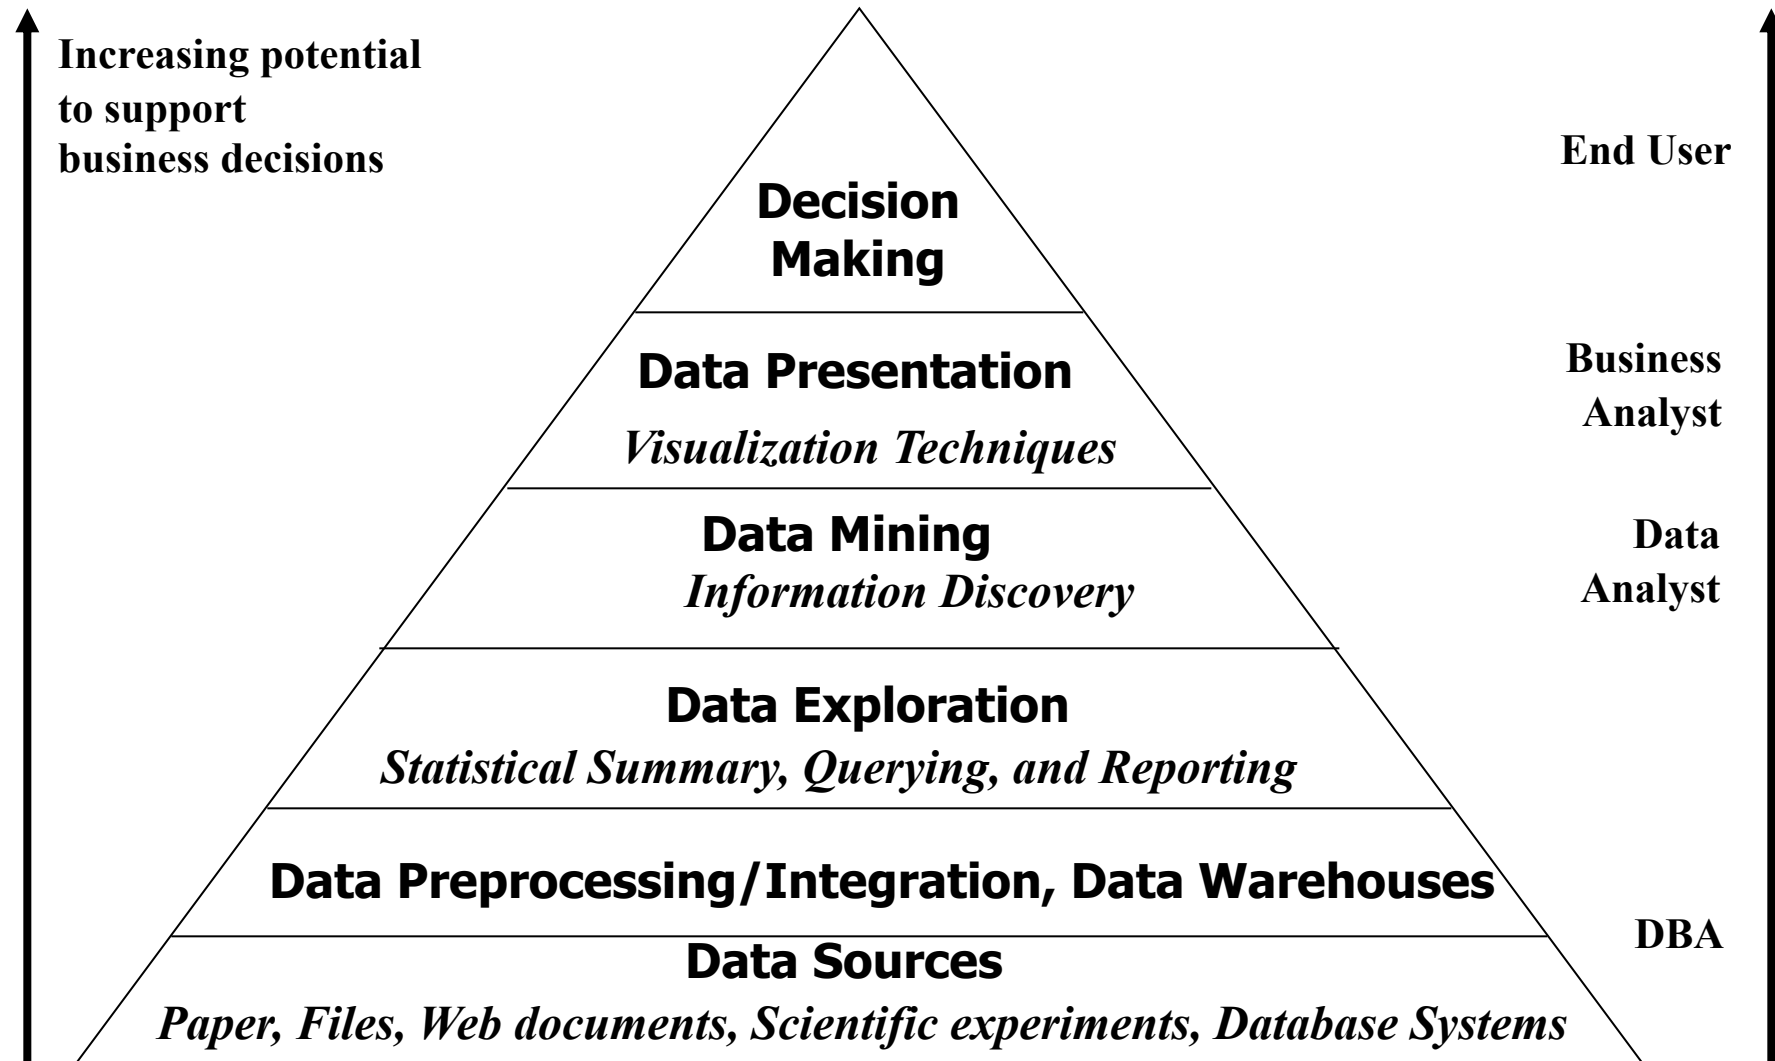 Increasing potential
to support
business decisions
End User
Decision
Making
Data Presentation
Visualization Techniques
Business
Analyst
Data Mining
Information Discovery
Data
Analyst
Data Exploration
Statistical Summary, Querying, and Reporting
Data Preprocessing/Integration, Data Warehouses
DBA
Data Sources
Paper, Files, Web documents, Scientific experiments, Database Systems